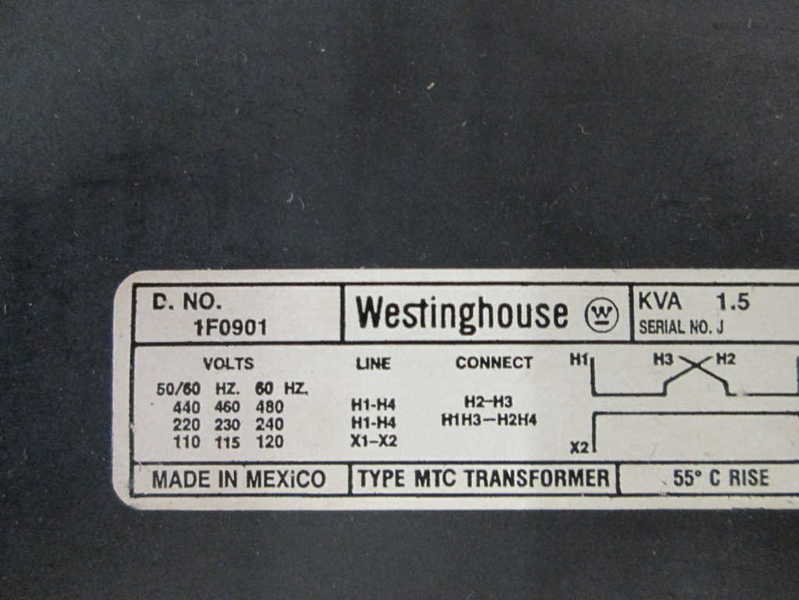 D. NO.
1F0901
Westinghouse W
KVA 1.5
SERIAL NO. J
VOLTS LINE CONNECT
50/60 HZ. 60 HZ.
440 460 480 H1-H4 H2-H3
220 230 240 H1-H4 H1H3-H2H4
110 115 120 X1-X2
H1 H3 H2
X2
MADE IN MEXiCO TYPE MTC TRANSFORMER 55° C RISE